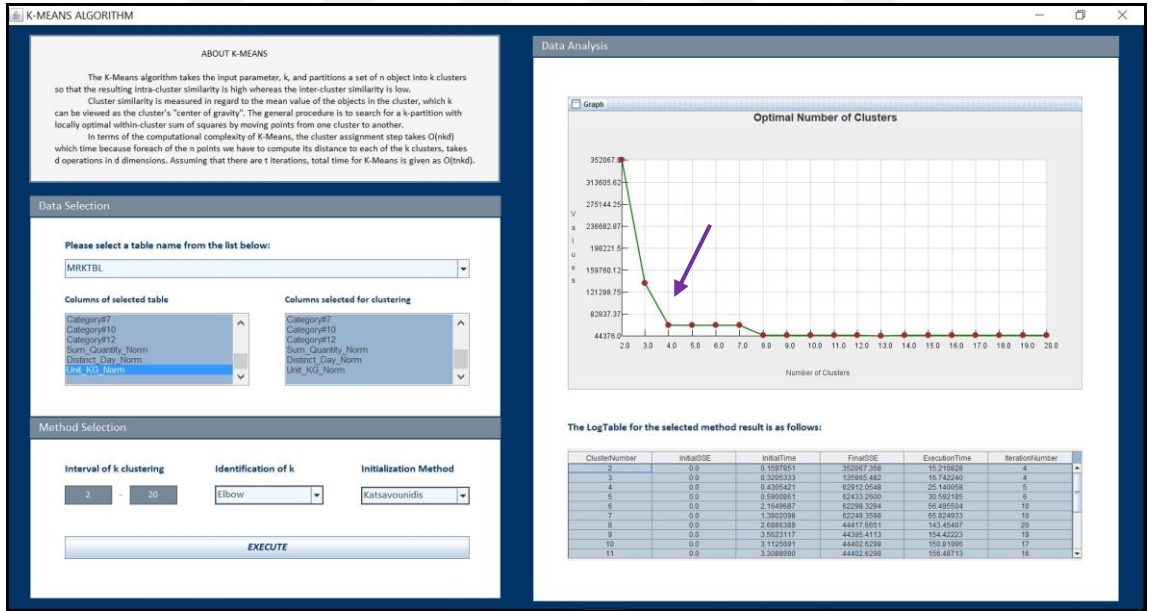 K-MEANS ALGORITHM
ABOUT K-MEANS
The K-Means algorithm takes the input parameter, k, and partitions a set of n object into k clusters
so that the resulting intra-cluster similarity is high whereas the inter-cluster similarity is low.
Cluster similarity is measured in regard to the mean value of the objects in the cluster, which k
can be viewed as the cluster's "center of gravity". The general procedure is to search for a k-partition with
locally optimal within-cluster sum of squares by moving points from one cluster to another.
In terms of the computational complexity of K-Means, the cluster assignment step takes O(nkd)
which time because foreach of the n points we have to compute its distance to each of the k clusters, takes
d operations in d dimensions. Assuming that there are t iterations, total time for K-Means is given as O(tnkd).
Data Selection
Please select a table name from the list below:
MRKTBL
Columns of selected table
Category#7
Category#10
Category#12
Sum_Quantity_Norm
Distinct_Day_Norm
Unit_KG_Norm
Columns selected for clustering
Category#7
Category#10
Category#12
Sum_Quantity_Norm
Distinct_Day_Norm
Unit_KG_Norm
Method Selection
Interval of k clustering Identification of k Initialization Method
2 - 20 Elbow Katsavounidis
EXECUTE
Data Analysis
Graph
Optimal Number of Clusters
Values
352067.
313605.62
275144.25
236682.87
198221.5
159760.12
121298.75
82837.37
44376.0
2.0 3.0 4.0 5.0 6.0 7.0 8.0 9.0 10.0 11.0 12.0 13.0 14.0 15.0 16.0 17.0 18.0 19.0 20.0
Number of Clusters
The LogTable for the selected method result is as follows:
ClusterNumber InitialSSE InitialTime FinalSSE ExecutionTime IterationNumber
2 0.0 0.1597851 352067.358 15.210828 4
3 0.0 0.3205333 135965.482 16.742240 4
4 0.0 0.4305421 62912.0548 25.140058 5
5 0.0 0.5900861 62433.2600 30.592185 6
6 0.0 2.1649687 62298.3294 56.495504 10
7 0.0 1.3802098 62249.3598 65.824933 10
8 0.0 2.6886389 44417.6651 143.45407 20
9 0.0 3.5623117 44395.4113 154.42223 19
10 0.0 3.1125691 44402.6298 150.81996 17
11 0.0 3.3088990 44402.6298 156.48713 16